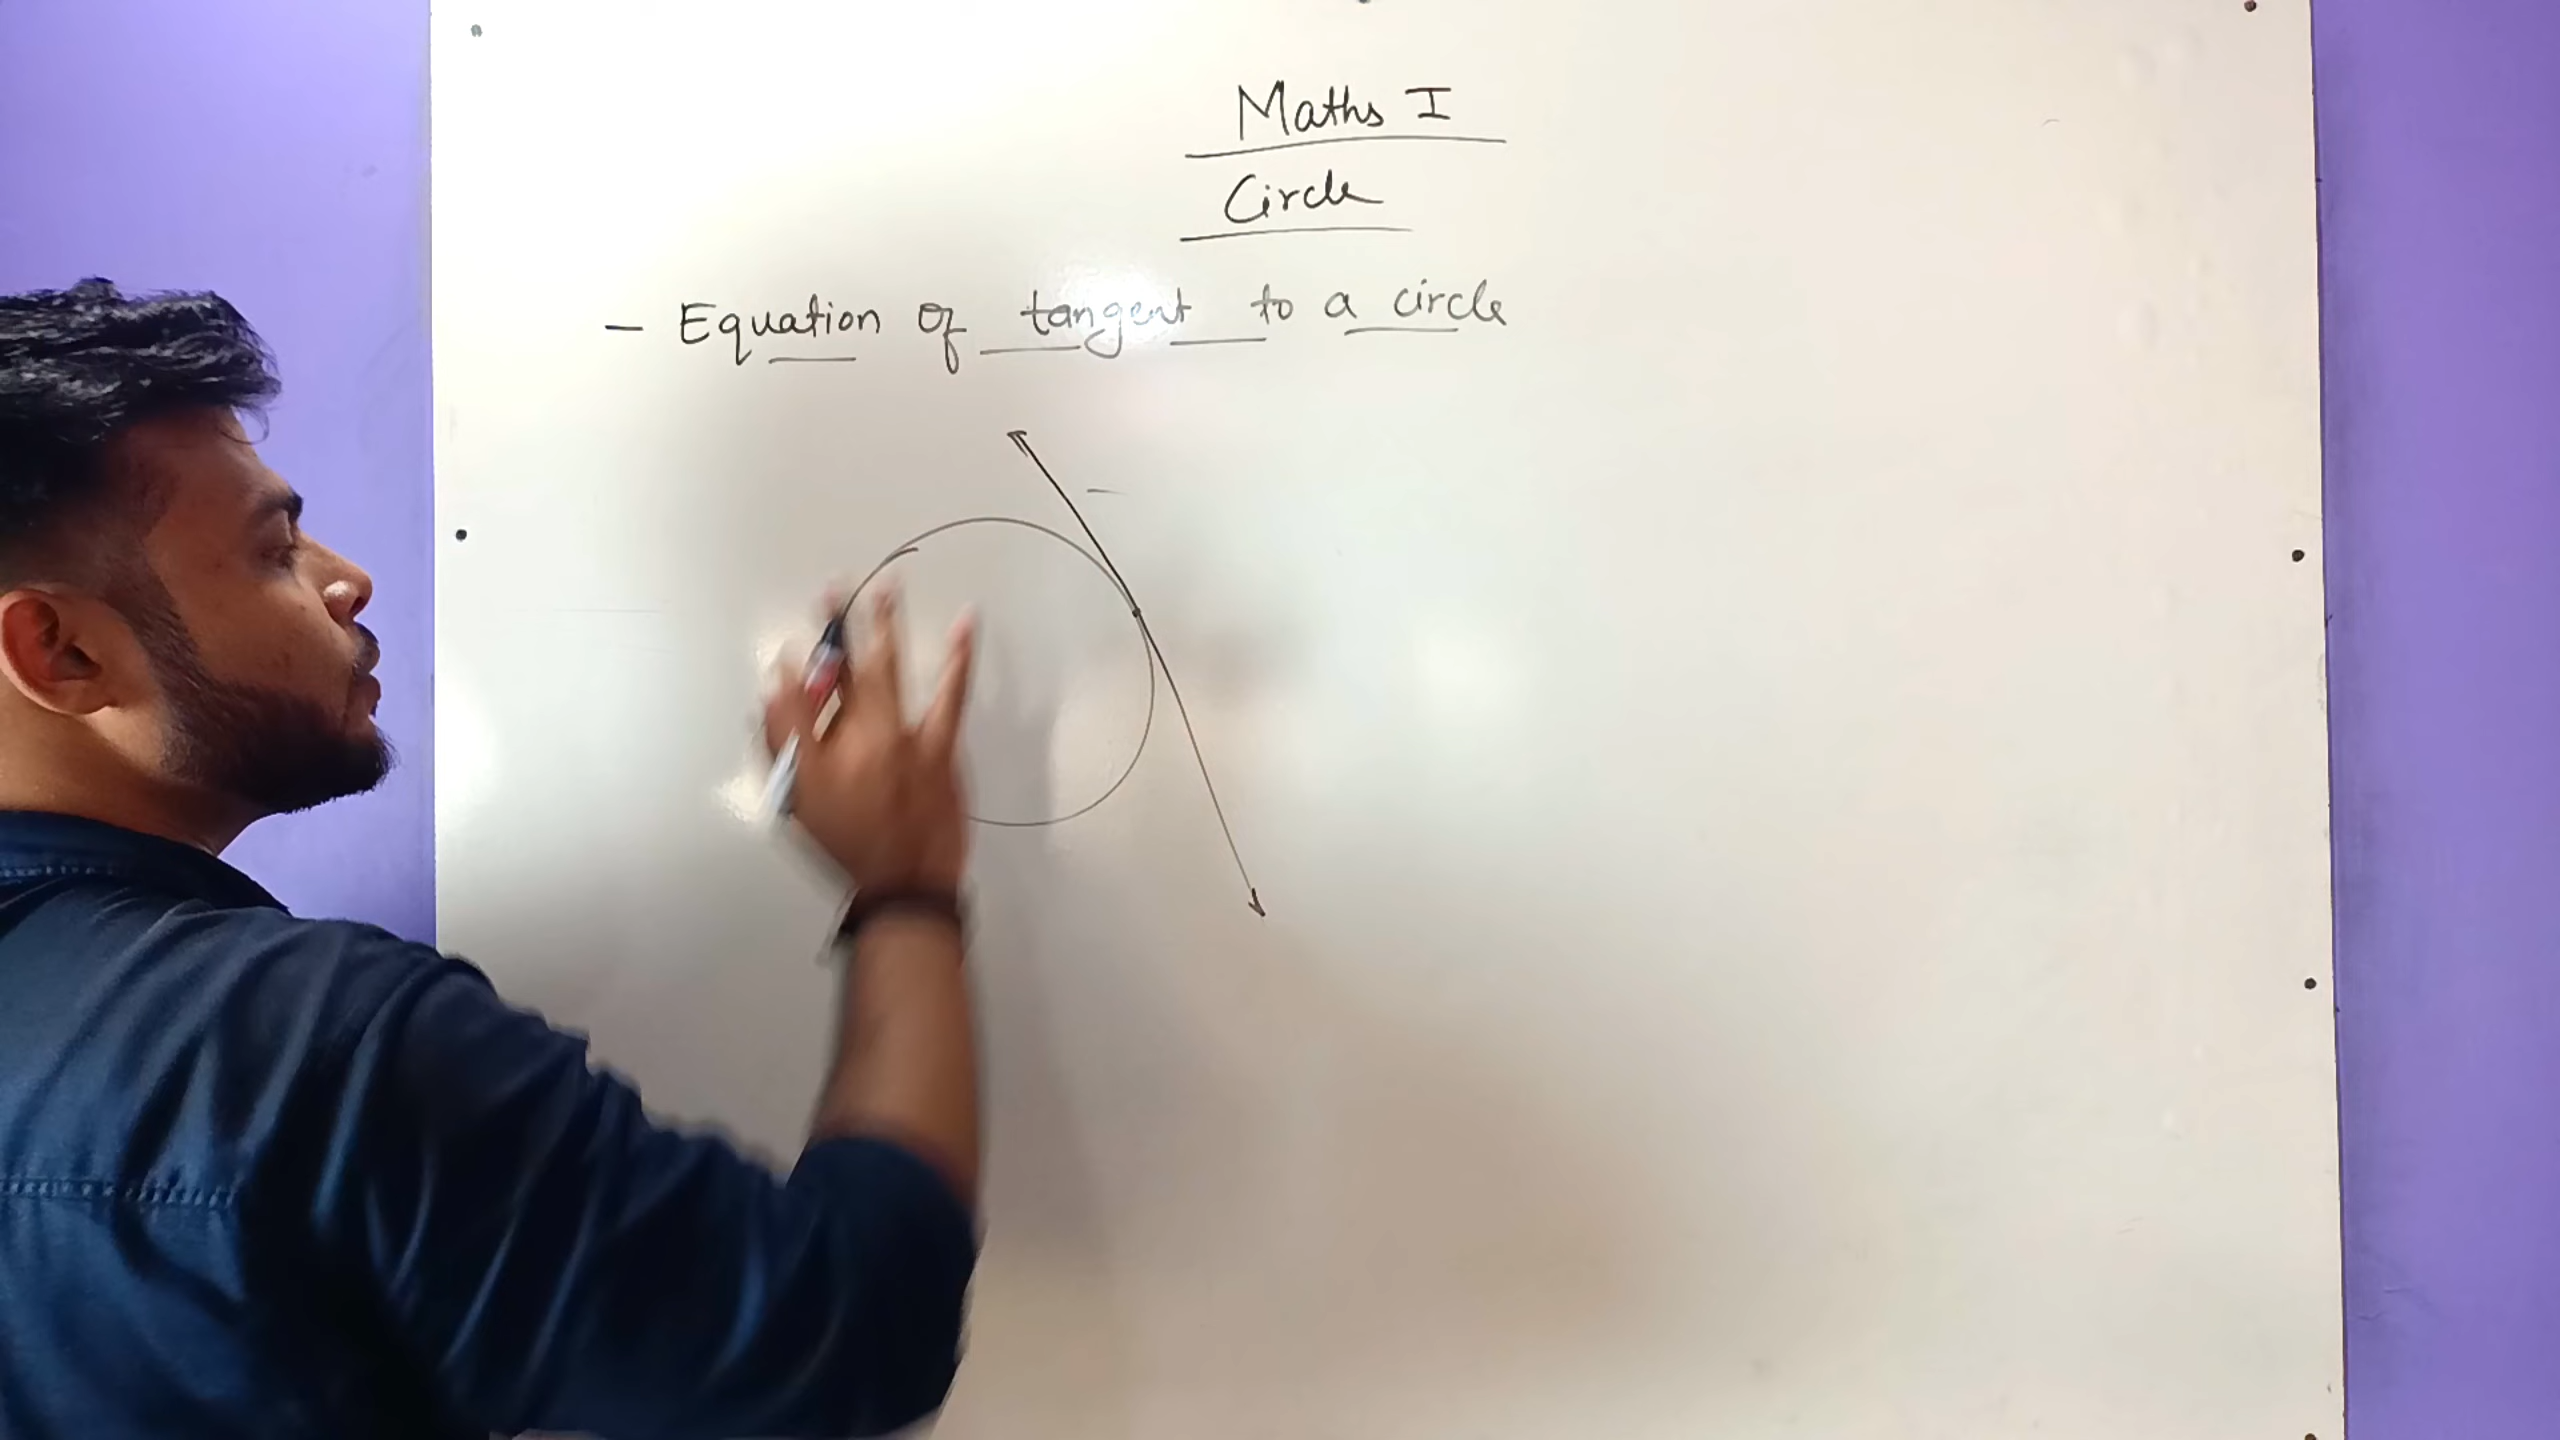 Maths I
Circle
- Equation of tangent to a circle